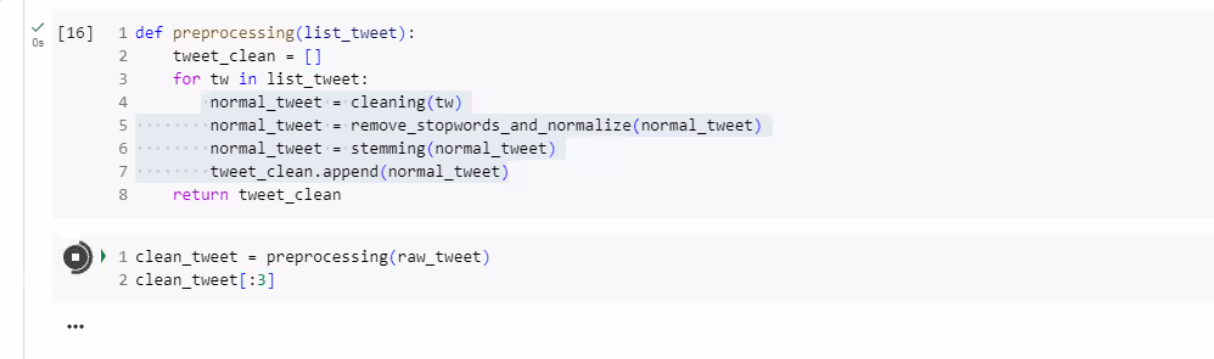 [16] 1 def preprocessing(list_tweet):
0s 2     tweet_clean = []
3     for tw in list_tweet:
4         normal_tweet = cleaning(tw)
5         normal_tweet = remove_stopwords_and_normalize(normal_tweet)
6         normal_tweet = stemming(normal_tweet)
7         tweet_clean.append(normal_tweet)
8     return tweet_clean
1 clean_tweet = preprocessing(raw_tweet)
2 clean_tweet[:3]
...